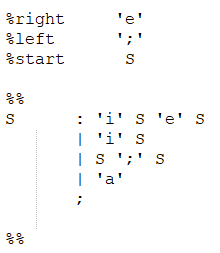 %right 'e'
%left ';'
%start S
%%
S : 'i' S 'e' S
| 'i' S
| S ';' S
| 'a'
;
%%